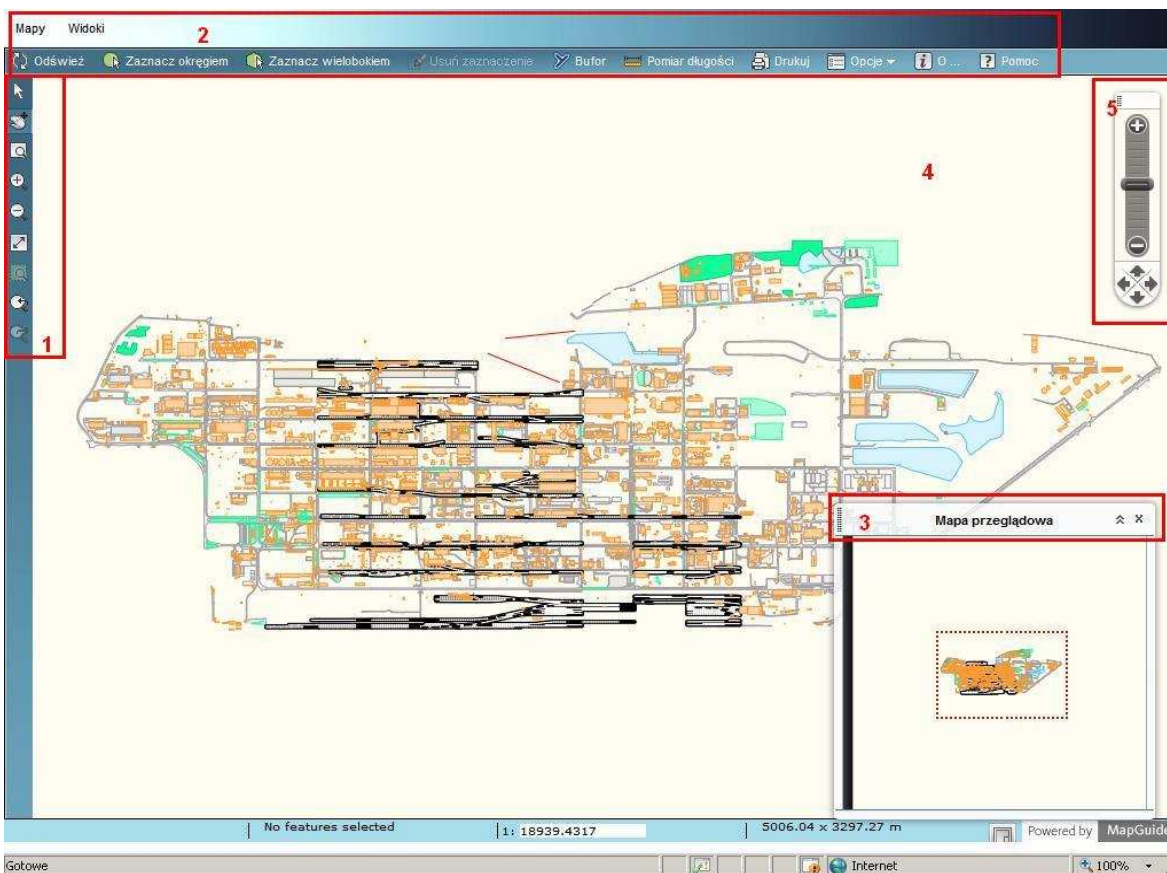 Mapy Widoki
2
Odśwież Zaznacz okręgiem Zaznacz wielobokiem Usuń zaznaczenie Bufor Pomiar długości Drukuj Opcje O ... Pomoc
5
4
1
3 Mapa przeglądowa
No features selected 1: 18939.4317 5006.04 x 3297.27 m Powered by MapGuide
Gotowe Internet 100%